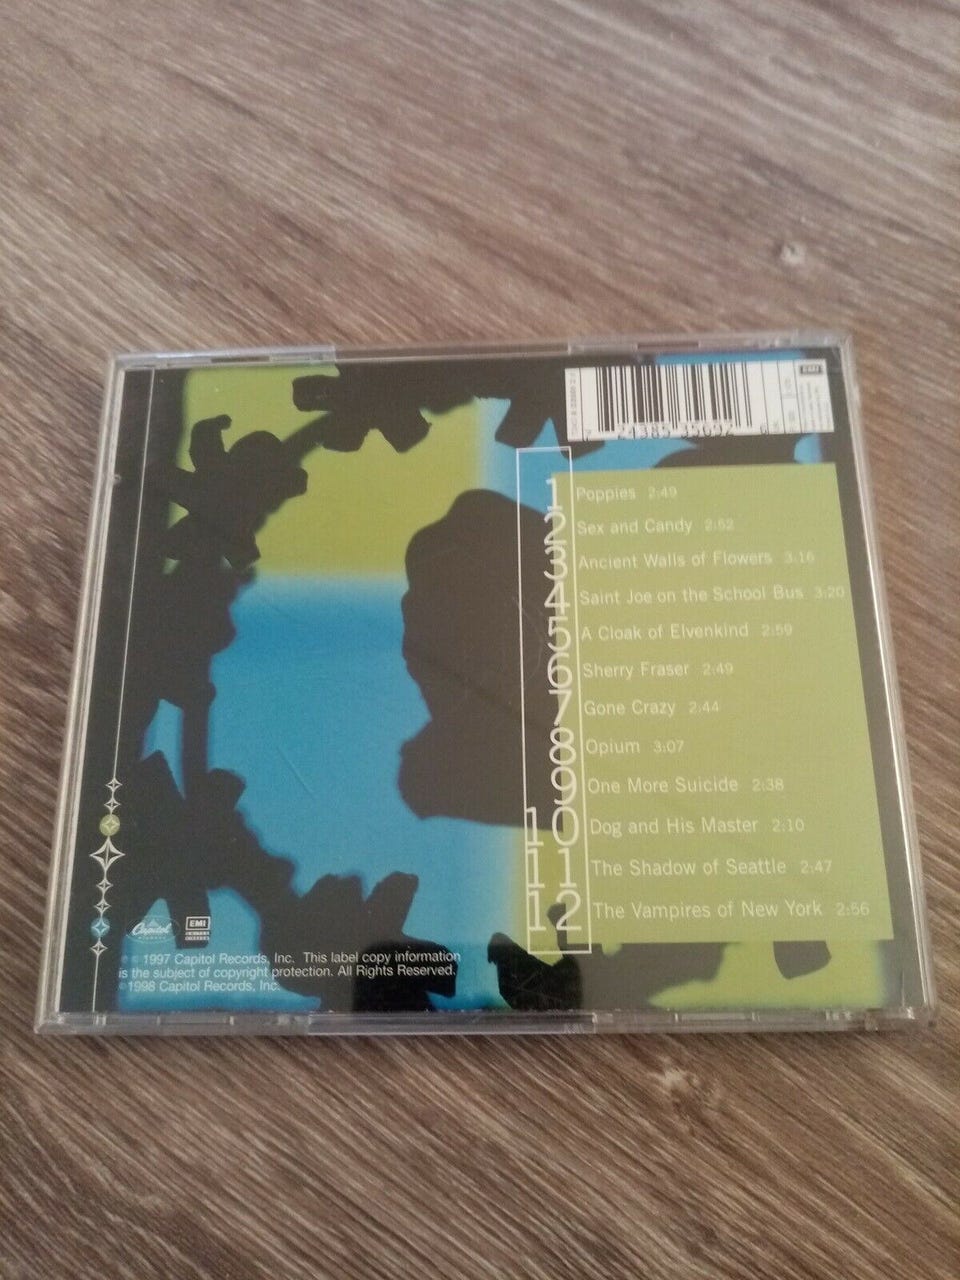 EMI
1 Poppies 2:49
2 Sex and Candy 2:52
3 Ancient Walls of Flowers 3:16
4 Saint Joe on the School Bus 3:20
5 A Cloak of Elvenkind 2:59
6 Sherry Fraser 2:49
7 Gone Crazy 2:44
8 Opium 3:07
9 One More Suicide 2:38
10 Dog and His Master 2:10
11 The Shadow of Seattle 2:47
12 The Vampires of New York 2:56
Capitol
RECORDS
EMI
℗ © 1997 Capitol Records, Inc. This label copy information
is the subject of copyright protection. All Rights Reserved.
© 1998 Capitol Records, Inc.